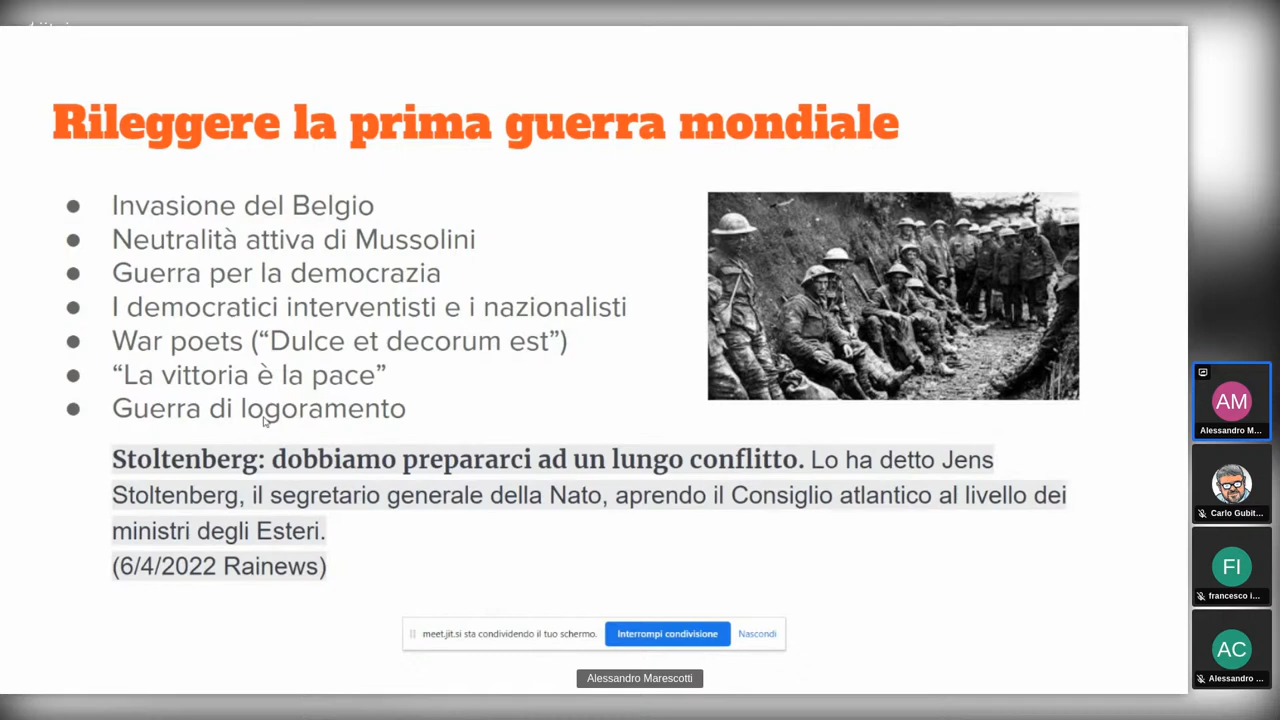 Rileggere la prima guerra mondiale
● Invasione del Belgio
● Neutralità attiva di Mussolini
● Guerra per la democrazia
● I democratici interventisti e i nazionalisti
● War poets (“Dulce et decorum est”)
● “La vittoria è la pace”
● Guerra di logoramento
Stoltenberg: dobbiamo prepararci ad un lungo conflitto. Lo ha detto Jens
Stoltenberg, il segretario generale della Nato, aprendo il Consiglio atlantico al livello dei
ministri degli Esteri.
(6/4/2022 Rainews)
meet.jit.si sta condividendo il tuo schermo. Interrompi condivisione Nascondi
Alessandro Marescotti
AM
Alessandro M...
Carlo Gubit...
FI
francesco i...
AC
Alessandro ...